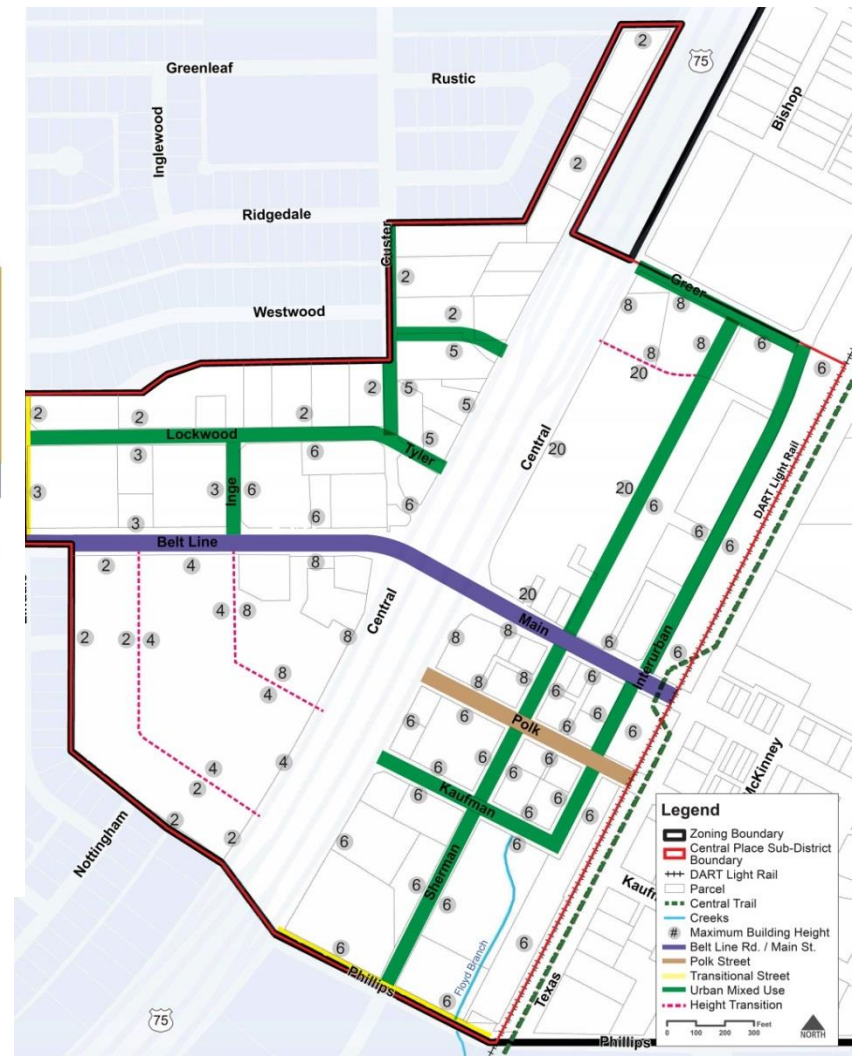 2
75
Greenleaf
Rustic
Bishop
Inglewood
2
Ridgedale
Custer
2
Greer
Westwood
2
8
8
6
5
8
8
6
20
2
2
2
2
5
5
Lockwood
6
5
Tyler
3
Central
Central
20
DART Light Rail
3
Inge
3
6
20
6
3
6
6
6
6
Belt Line
2
4
8
20
4
8
Main
2
2
4
8
8
8
6
6
Interurban
8
4
8
8
6
6
6
6
Polk
6
6
6
6
4
4
6
6
6
McKinney
2
6
Kaufman
6
6
6
2
2
Nottingham
6
6
6
Sherman
6
6
Floyd Branch
6
6
Phillips
6
Texas
75
Phillips
Legend
Zoning Boundary
Central Place Sub-District
Boundary
DART Light Rail
Parcel
Central Trail
Creeks
# Maximum Building Height
Belt Line Rd. / Main St.
Polk Street
Transitional Street
Urban Mixed Use
Height Transition
0 100 200 300 Feet
NORTH